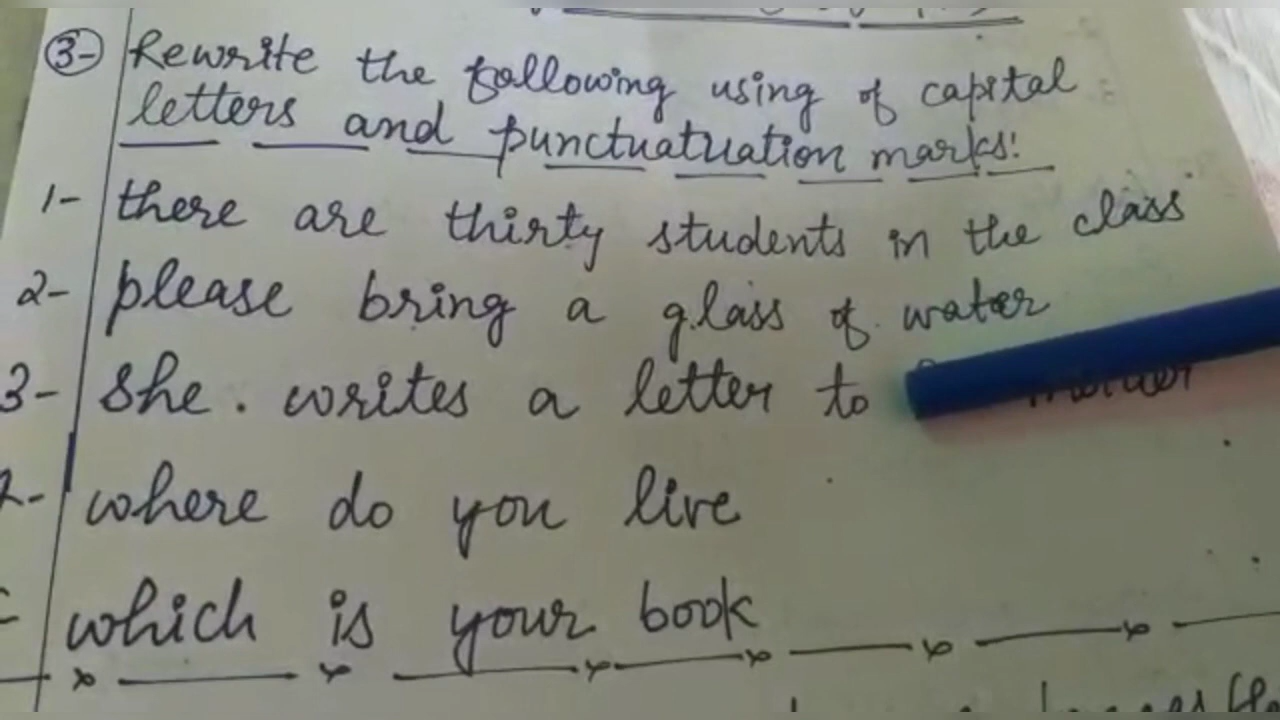 3- Rewrite the following using of capital
letters and punctuatuation marks:
1- there are thirty students in the class
2- please bring a glass of water
3- She. writes a letter to
where do you live
which is your book